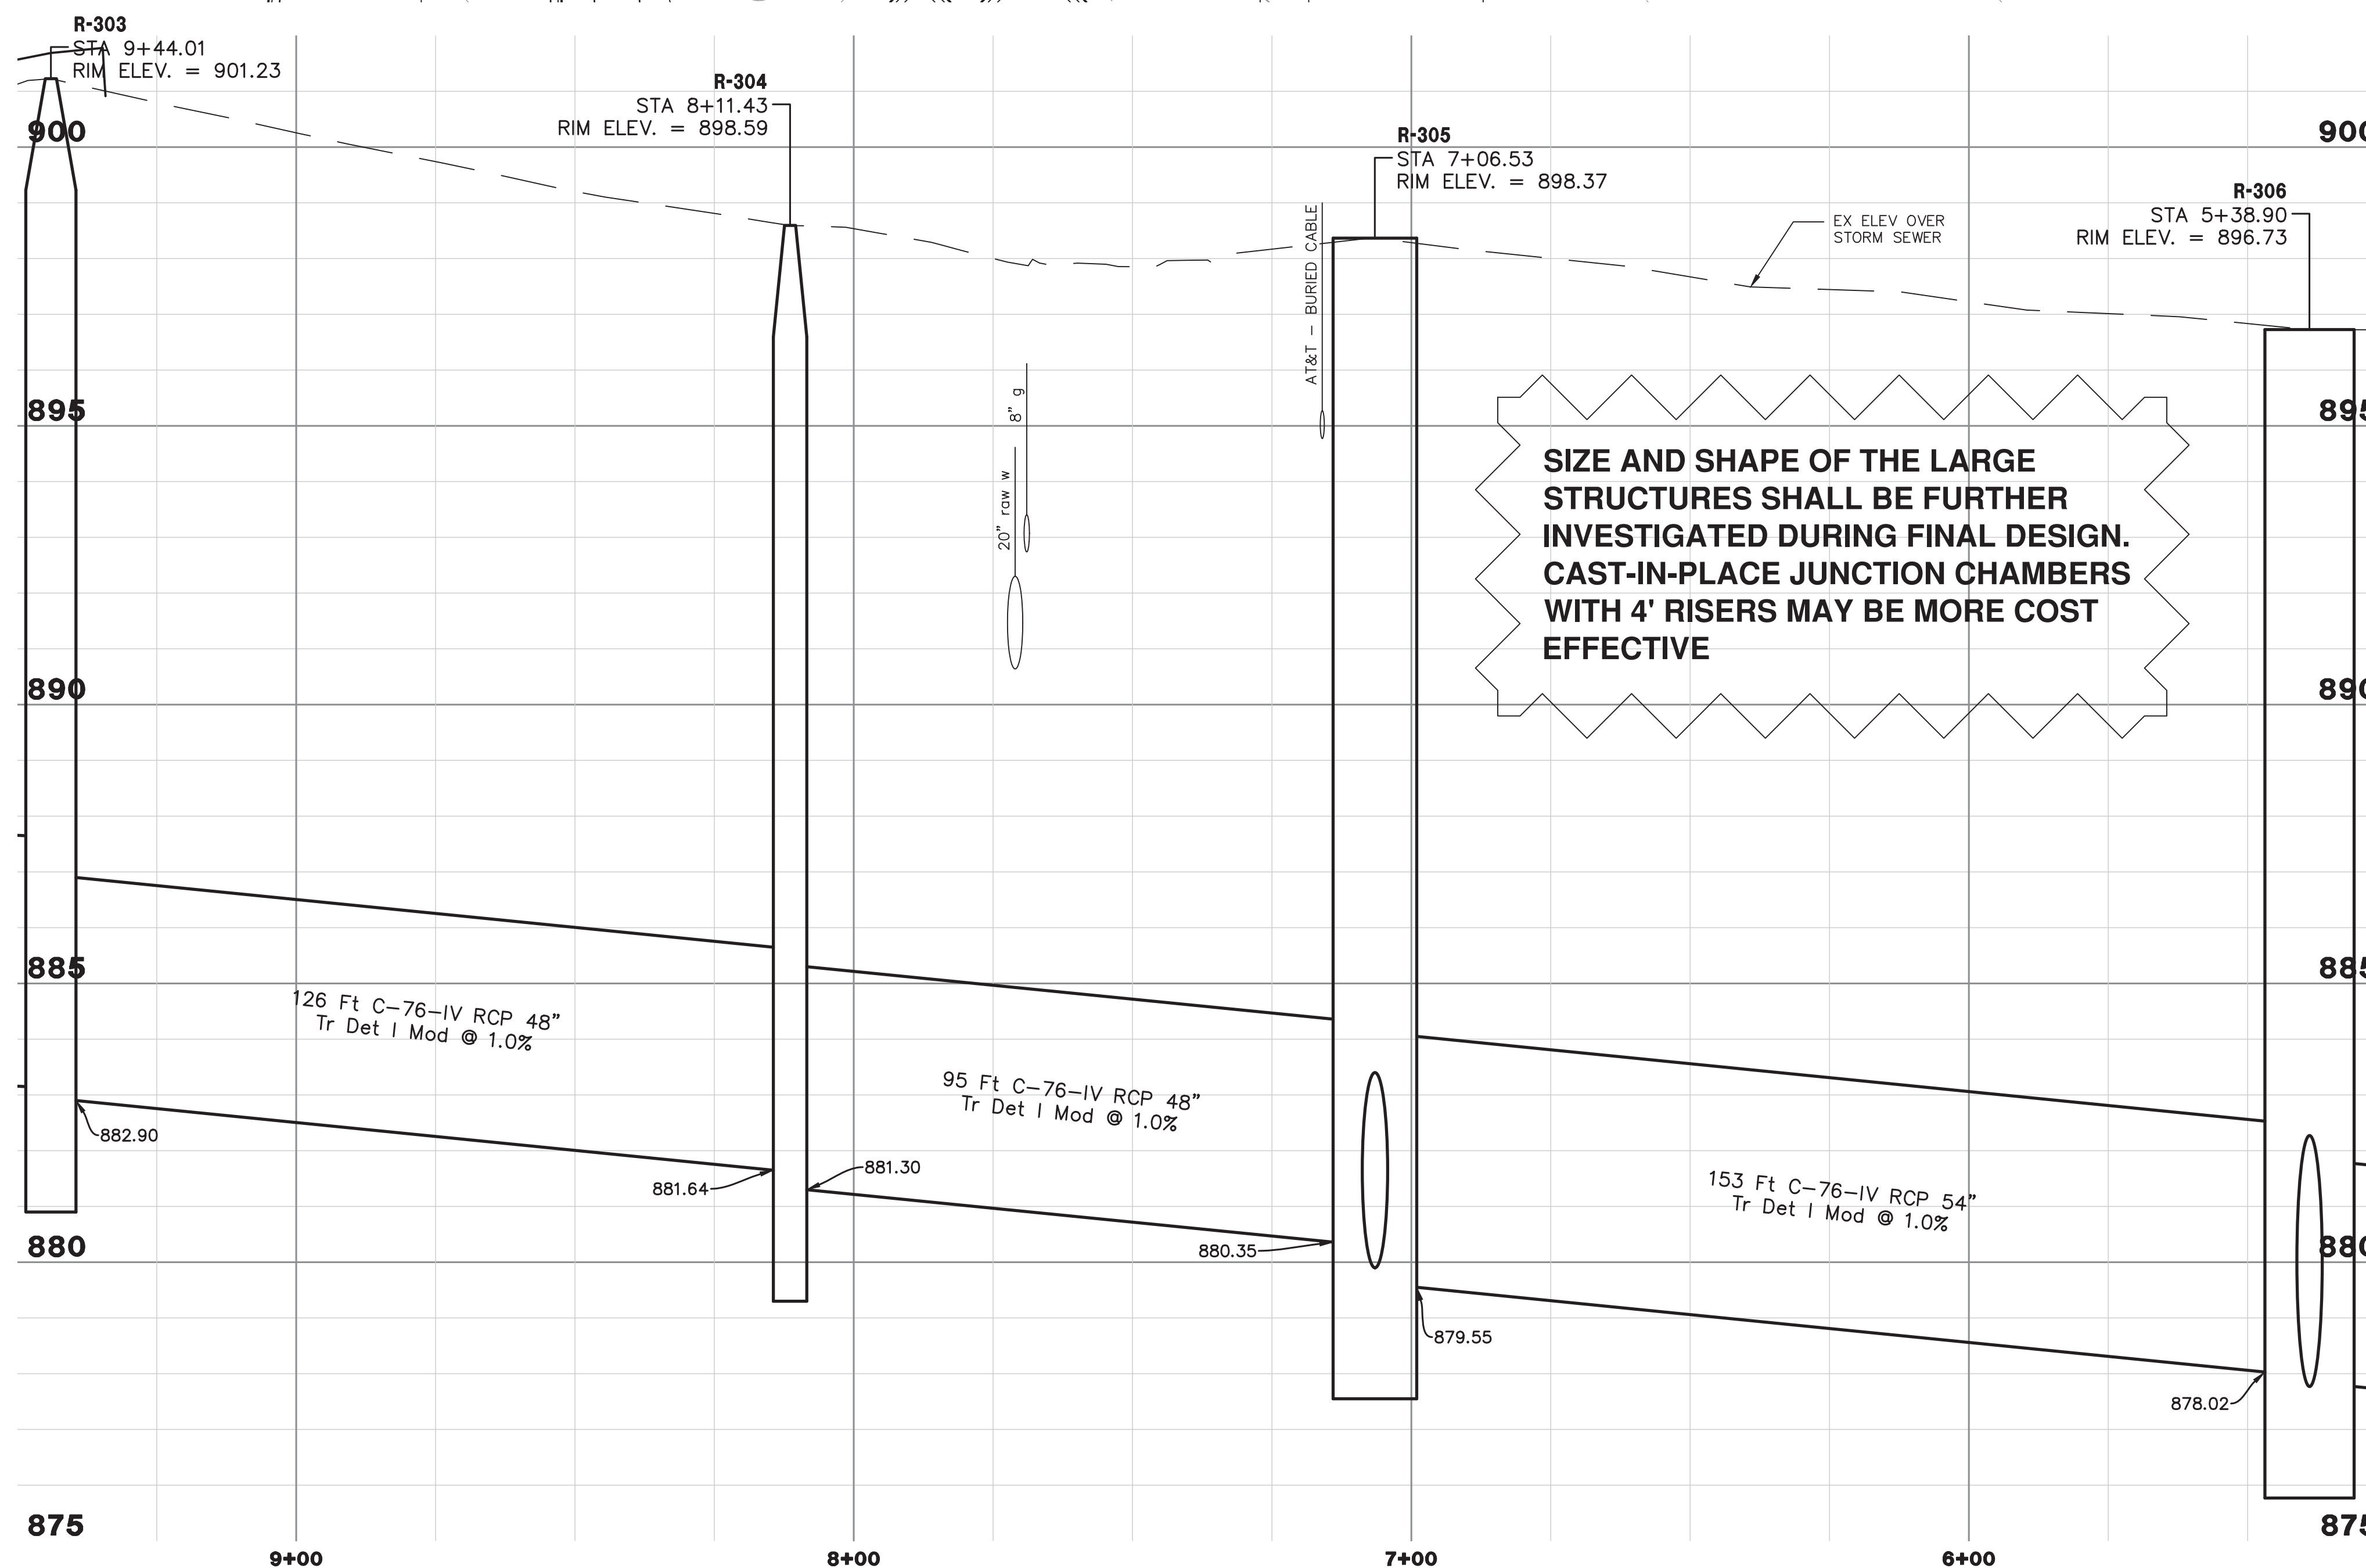 R-303
STA 9+44.01
RIM ELEV. = 901.23
R-304
STA 8+11.43
RIM ELEV. = 898.59
R-305
STA 7+06.53
RIM ELEV. = 898.37
R-306
STA 5+38.90
RIM ELEV. = 896.73
EX ELEV OVER
STORM SEWER
900
900
895
895
890
890
885
885
880
880
875
875
AT&T - BURIED CABLE
8" g
20" raw w
SIZE AND SHAPE OF THE LARGE
STRUCTURES SHALL BE FURTHER
INVESTIGATED DURING FINAL DESIGN.
CAST-IN-PLACE JUNCTION CHAMBERS
WITH 4' RISERS MAY BE MORE COST
EFFECTIVE
126 Ft C-76-IV RCP 48"
Tr Det I Mod @ 1.0%
95 Ft C-76-IV RCP 48"
Tr Det I Mod @ 1.0%
153 Ft C-76-IV RCP 54"
Tr Det I Mod @ 1.0%
882.90
881.64
881.30
880.35
879.55
878.02
9+00
8+00
7+00
6+00